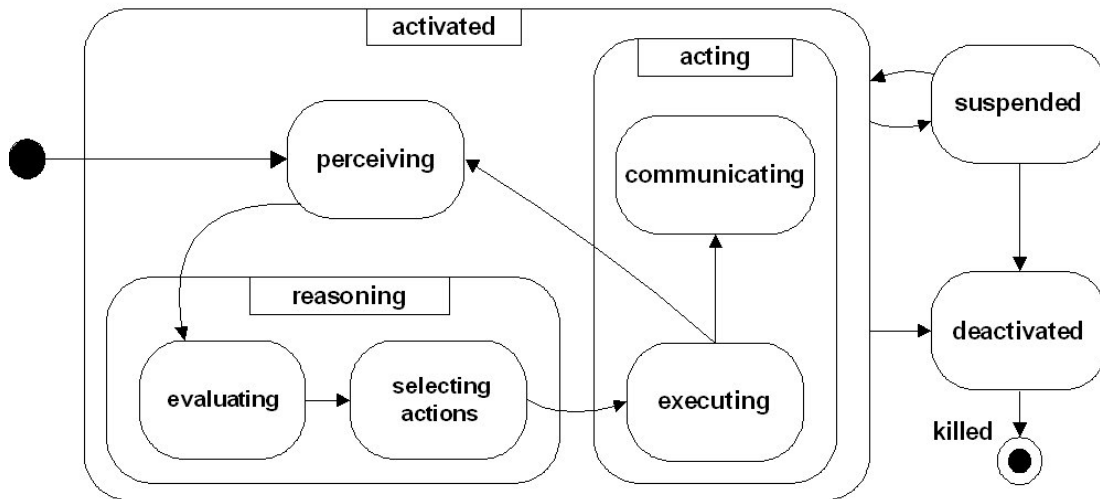 activated
acting
suspended
perceiving
communicating
reasoning
deactivated
evaluating
selecting
actions
executing
killed